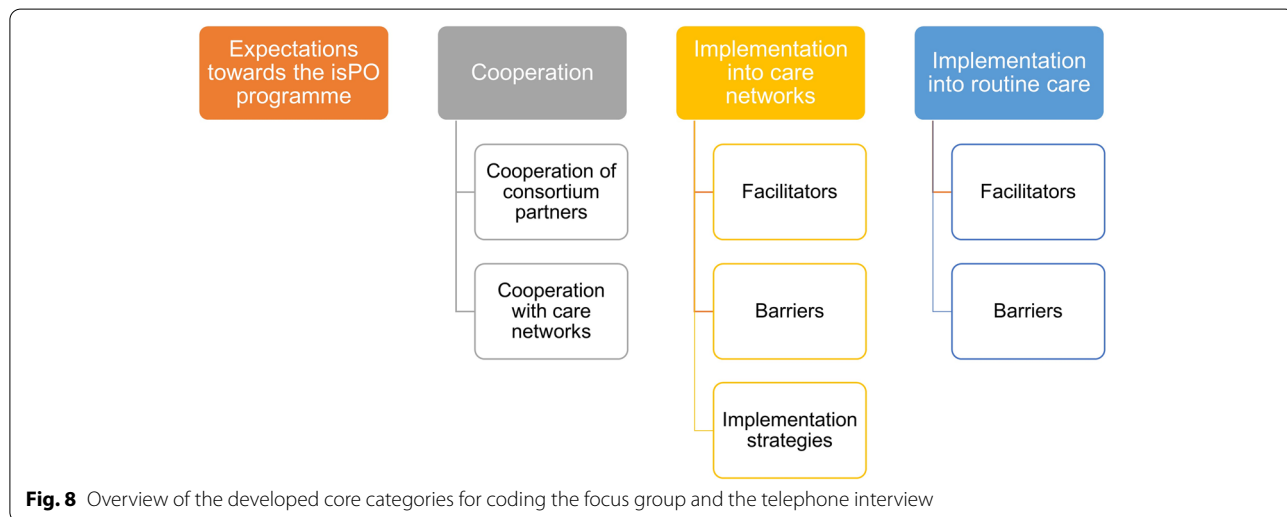 Expectations
towards the isPO
programme
Cooperation
Cooperation of
consortium
partners
Cooperation
with care
networks
Implementation
into care
networks
Facilitators
Barriers
Implementation
strategies
Implementation
into routine care
Facilitators
Barriers
Fig. 8 Overview of the developed core categories for coding the focus group and the telephone interview